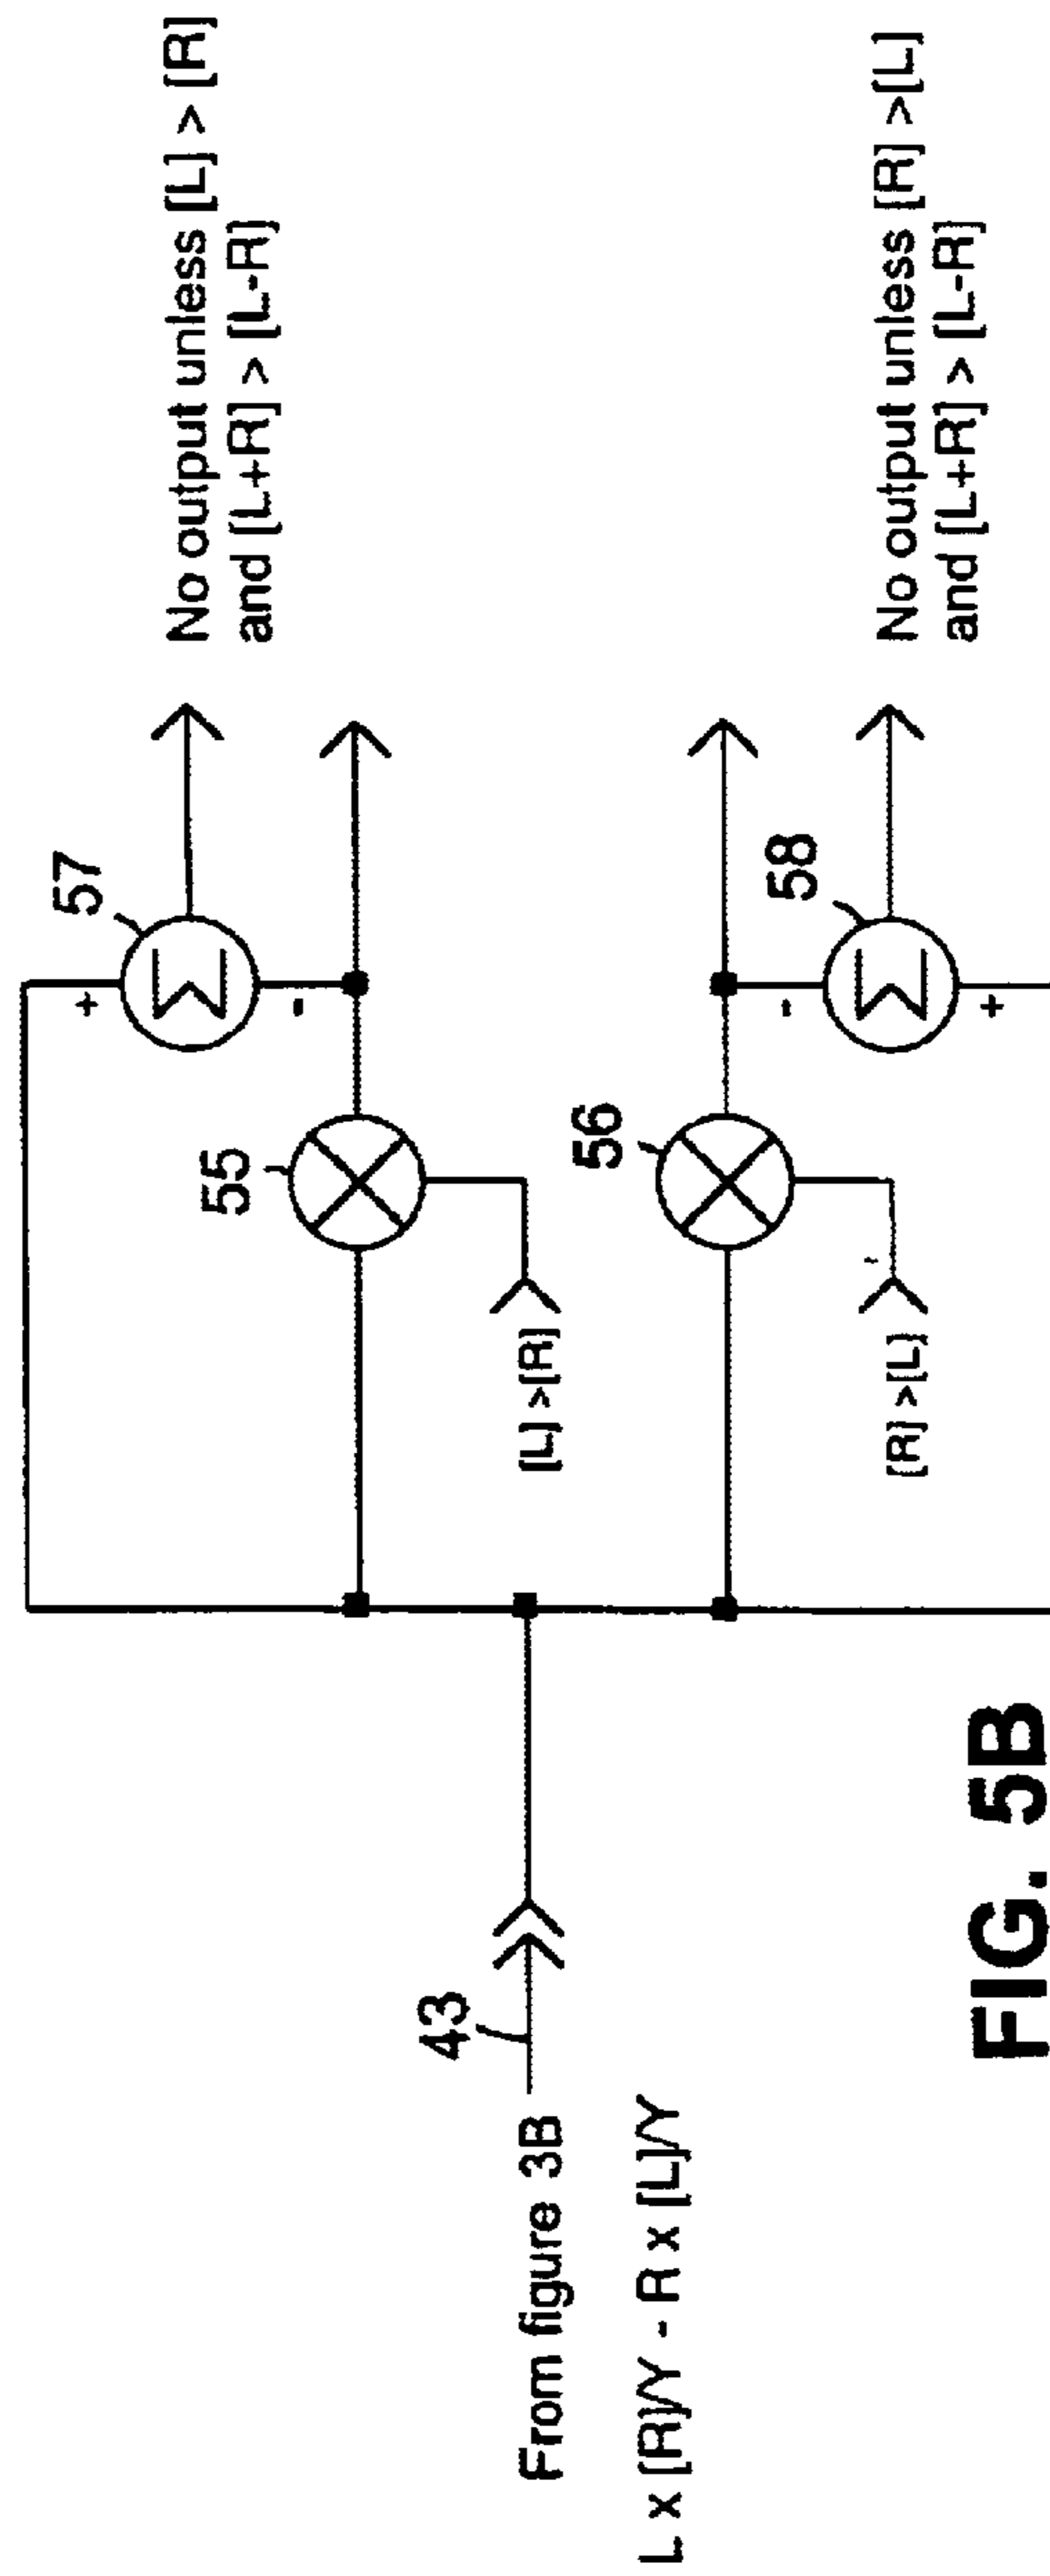 57
+
-
No output unless [L] > [R]
and [L+R] > [L-R]
55
[L] >[R]
43
From figure 3B
L x [R]/Y - R x [L]/Y
56
[R] >[L]
58
-
+
No output unless [R] >[L]
and [L+R] > [L-R]
FIG. 5B